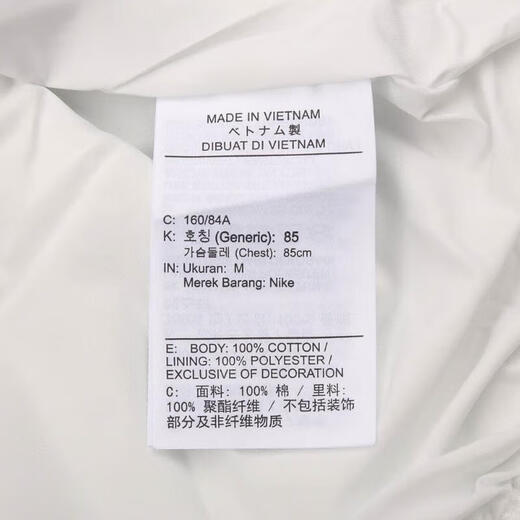 MADE IN VIETNAM
ベトナム製
DIBUAT DI VIETNAM
C: 160/84A
K: 호칭 (Generic): 85
가슴둘레 (Chest): 85cm
IN: Ukuran: M
Merek Barang: Nike
E: BODY: 100% COTTON /
LINING: 100% POLYESTER /
EXCLUSIVE OF DECORATION
C: 面料: 100% 棉 / 里料:
100% 聚酯纤维 / 不包括装饰
部分及非纤维物质